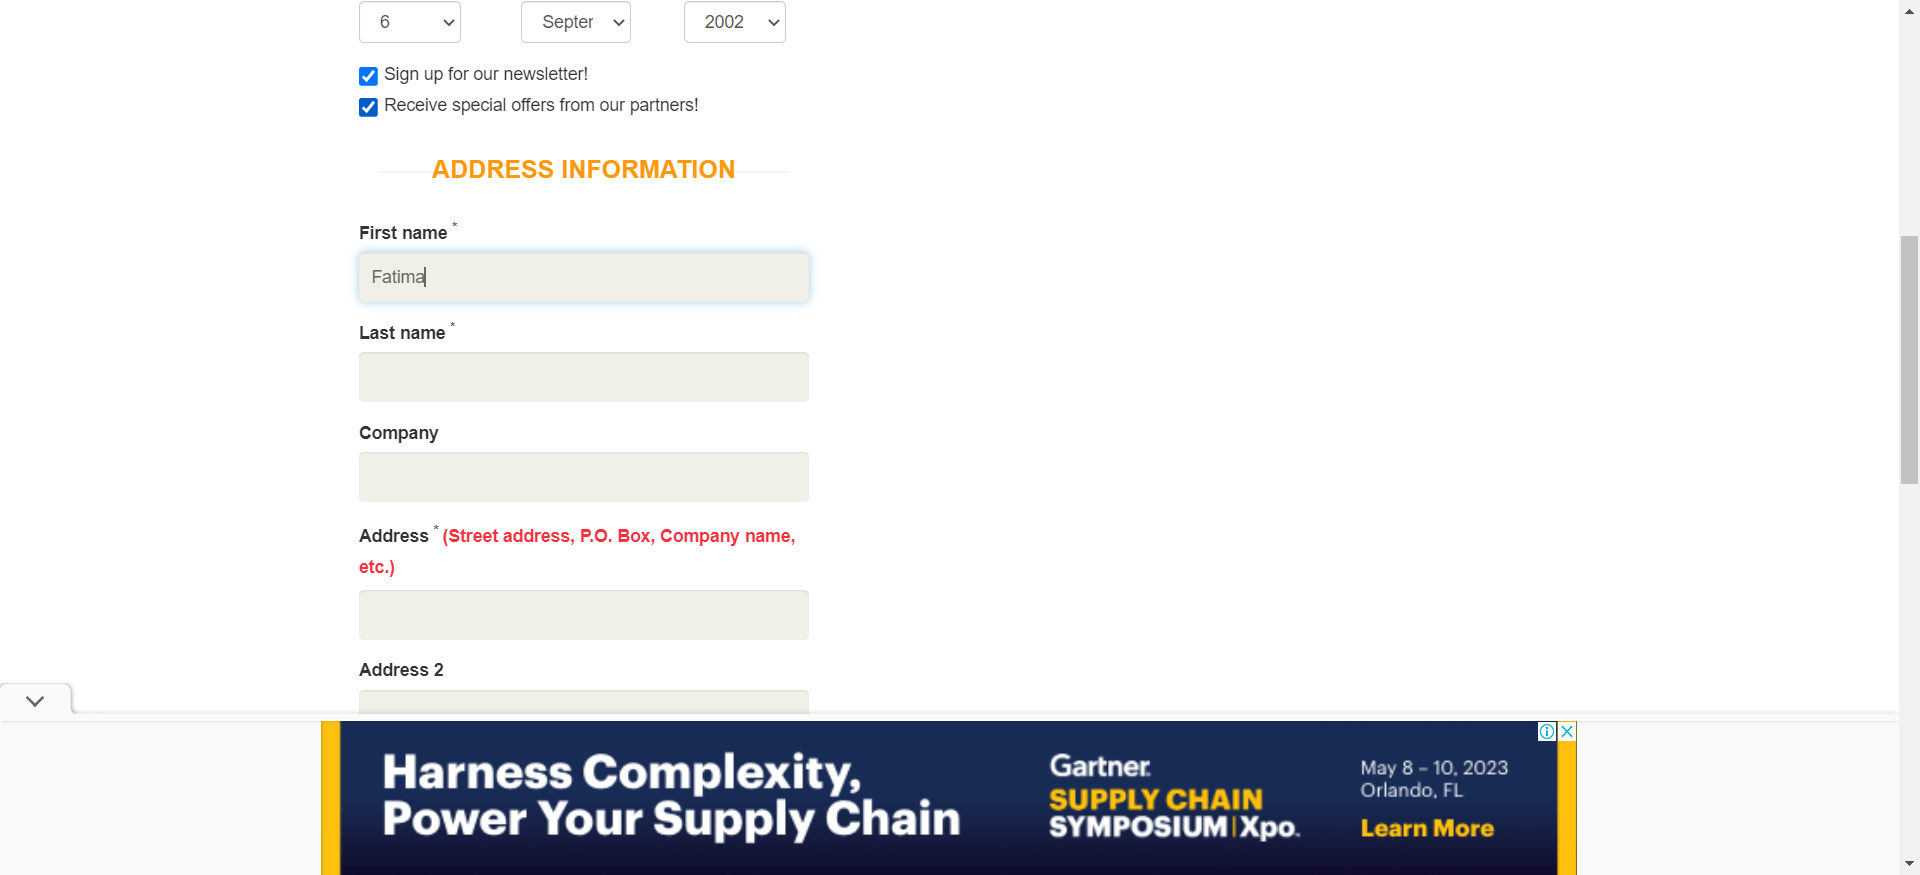 6 Septer 2002
Sign up for our newsletter!
Receive special offers from our partners!
ADDRESS INFORMATION
First name *
Fatima
Last name *
Company
Address * (Street address, P.O. Box, Company name,
etc.)
Address 2
Harness Complexity,
Power Your Supply Chain
Gartner
SUPPLY CHAIN
SYMPOSIUM|Xpo.
May 8 – 10, 2023
Orlando, FL
Learn More